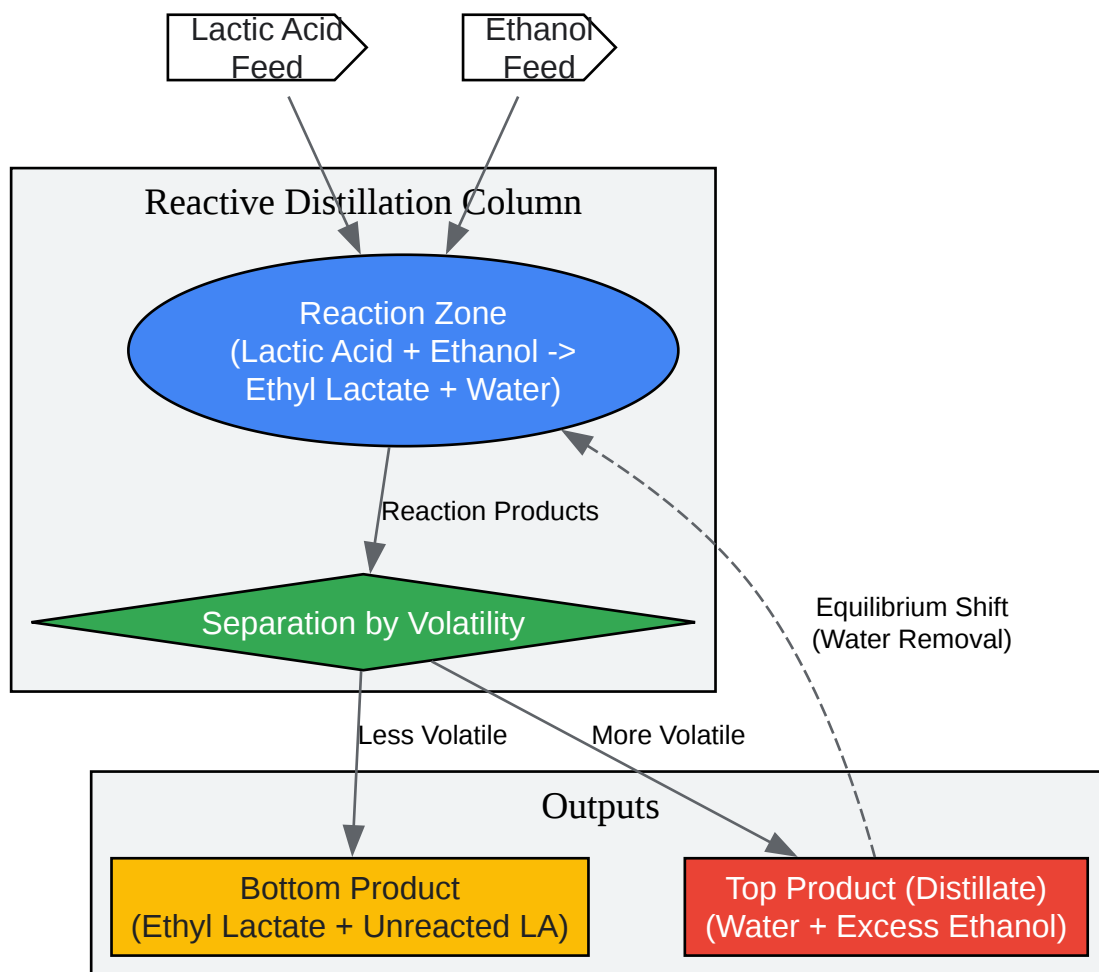 Lactic Acid
Feed
Ethanol
Feed
Reactive Distillation Column
Reaction Zone
(Lactic Acid + Ethanol ->
Ethyl Lactate + Water)
Reaction Products
Separation by Volatility
Equilibrium Shift
(Water Removal)
Less Volatile
More Volatile
Outputs
Bottom Product
(Ethyl Lactate + Unreacted LA)
Top Product (Distillate)
(Water + Excess Ethanol)